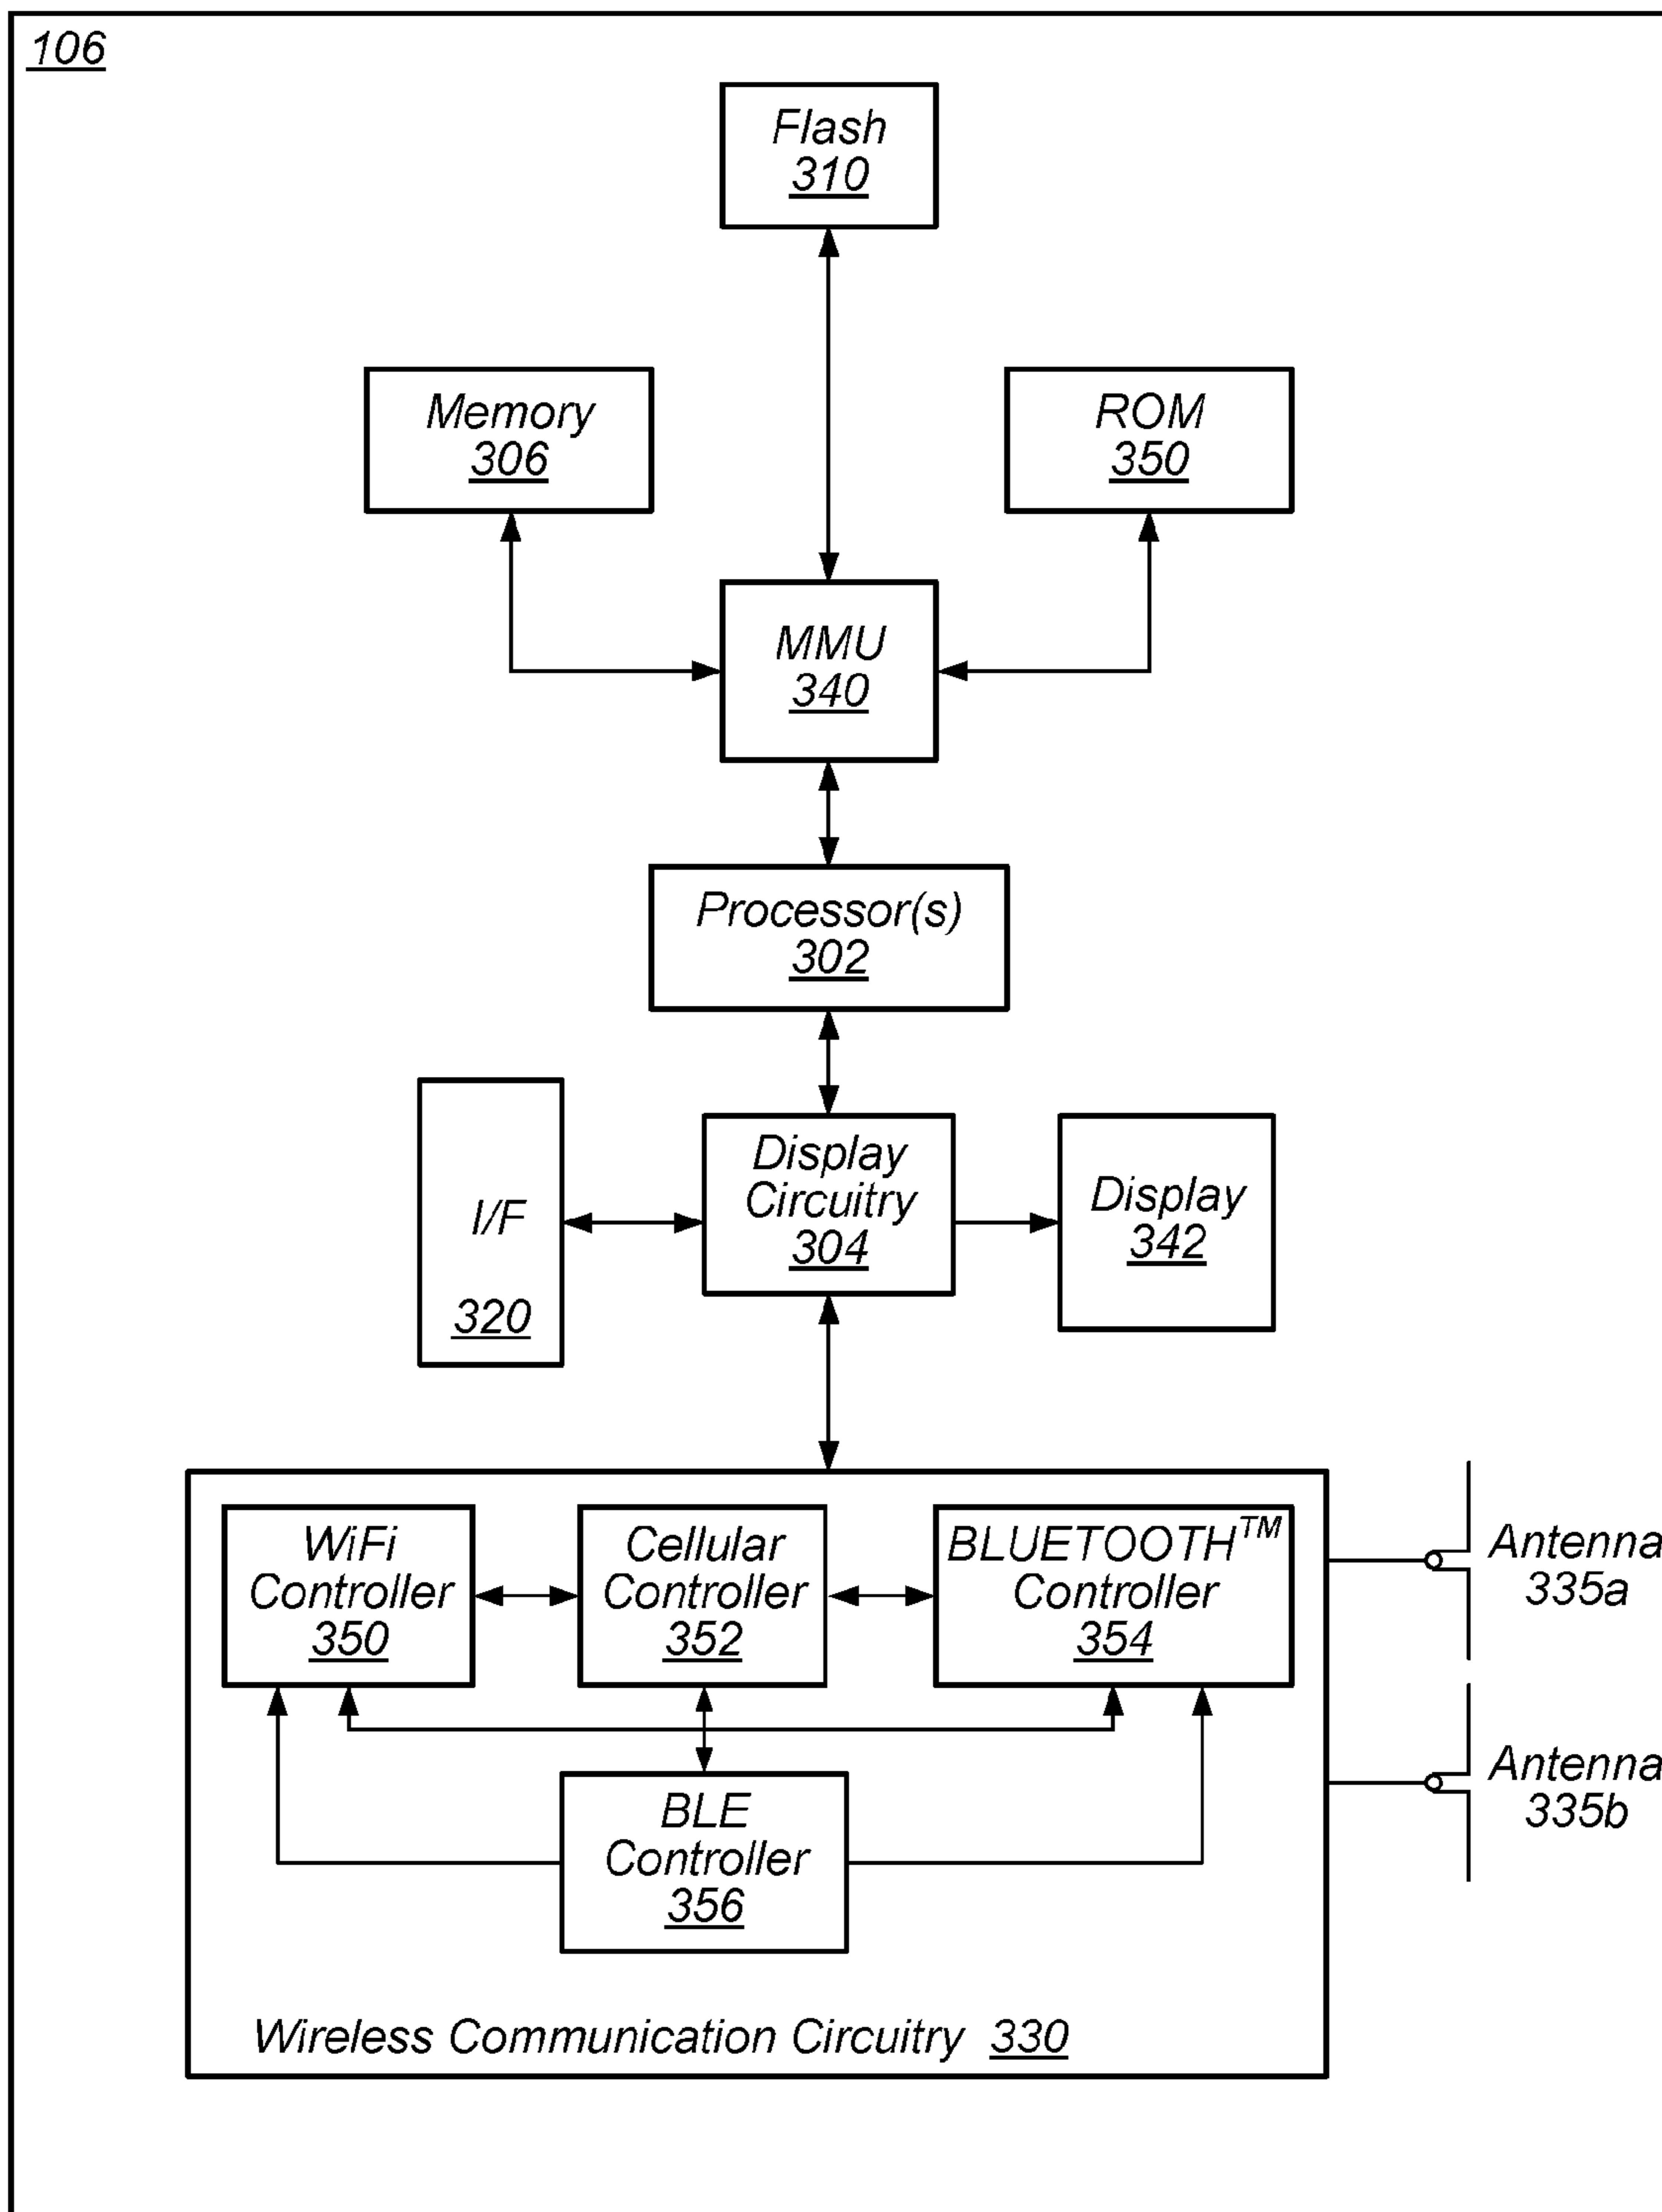 106
Flash
310
Memory
306
ROM
350
MMU
340
Processor(s)
302
I/F
320
Display
Circuitry
304
Display
342
WiFi
Controller
350
Cellular
Controller
352
BLUETOOTH™
Controller
354
BLE
Controller
356
Antenna
335a
Antenna
335b
Wireless Communication Circuitry 330